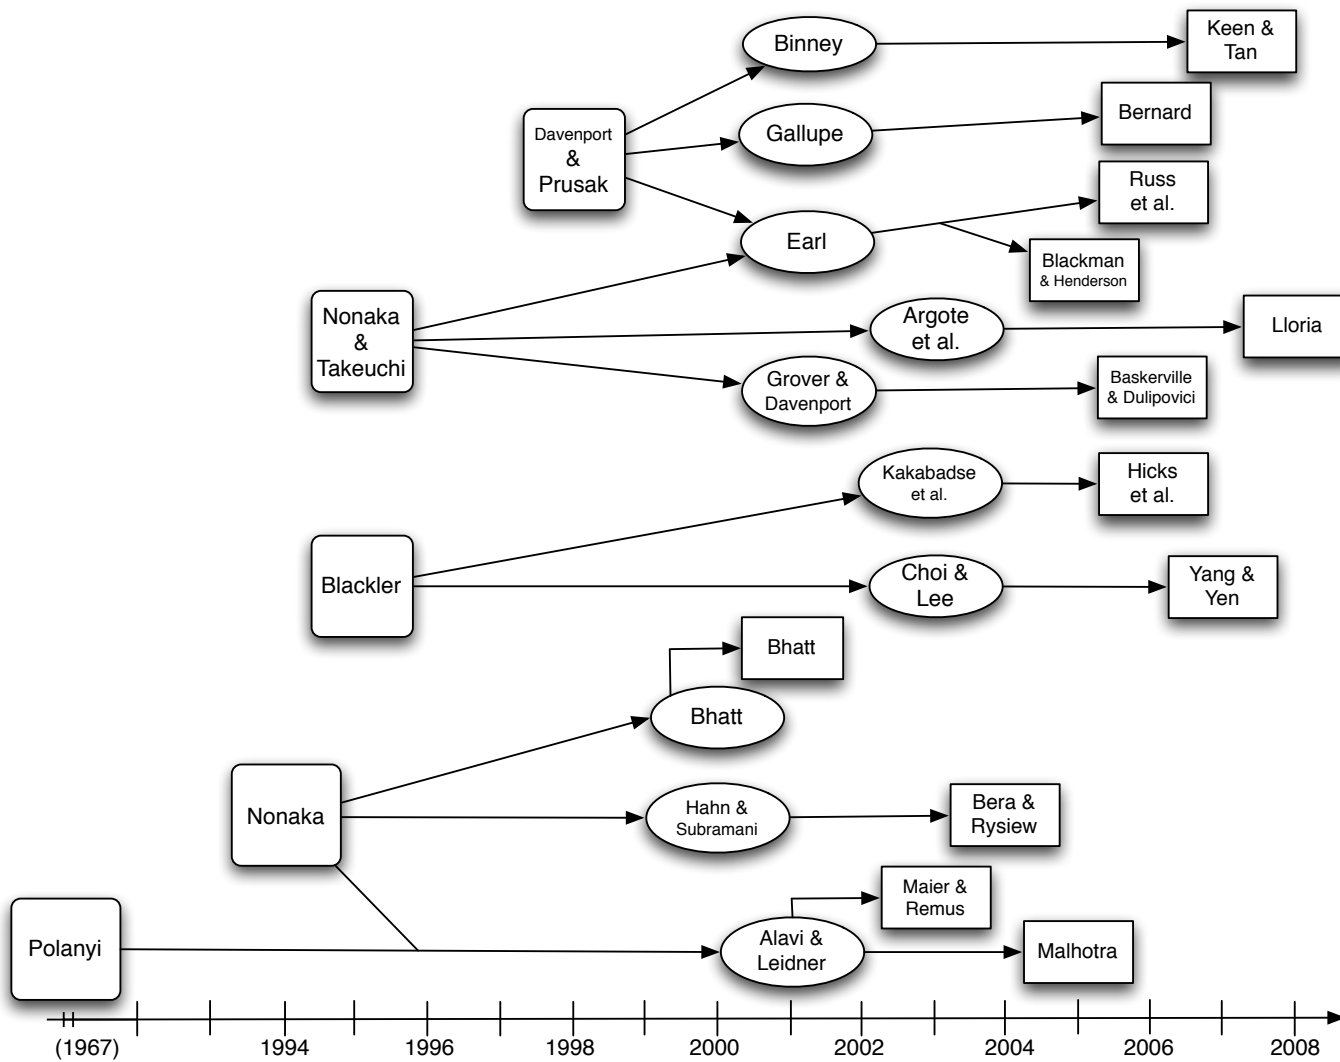 Binney
Keen &
Tan
Davenport
&
Prusak
Gallupe
Bernard
Russ
et al.
Earl
Blackman
& Henderson
Nonaka
&
Takeuchi
Argote
et al.
Lloria
Grover &
Davenport
Baskerville
& Dulipovici
Kakabadse
et al.
Hicks
et al.
Blackler
Choi &
Lee
Yang &
Yen
Bhatt
Bhatt
Nonaka
Hahn &
Subramani
Bera &
Rysiew
Maier &
Remus
Polanyi
Alavi &
Leidner
Malhotra
(1967) 1994 1996 1998 2000 2002 2004 2006 2008